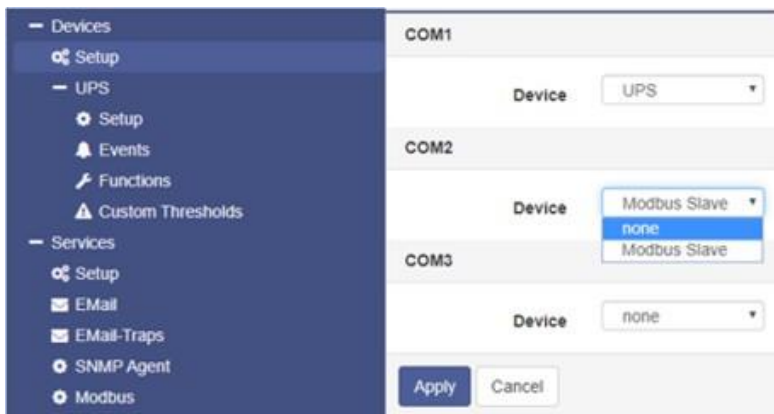 Devices
Setup
UPS
Setup
Events
Functions
Custom Thresholds
Services
Setup
EMail
EMail-Traps
SNMP Agent
Modbus
COM1
Device UPS
COM2
Device Modbus Slave
none
Modbus Slave
COM3
Device none
Apply Cancel